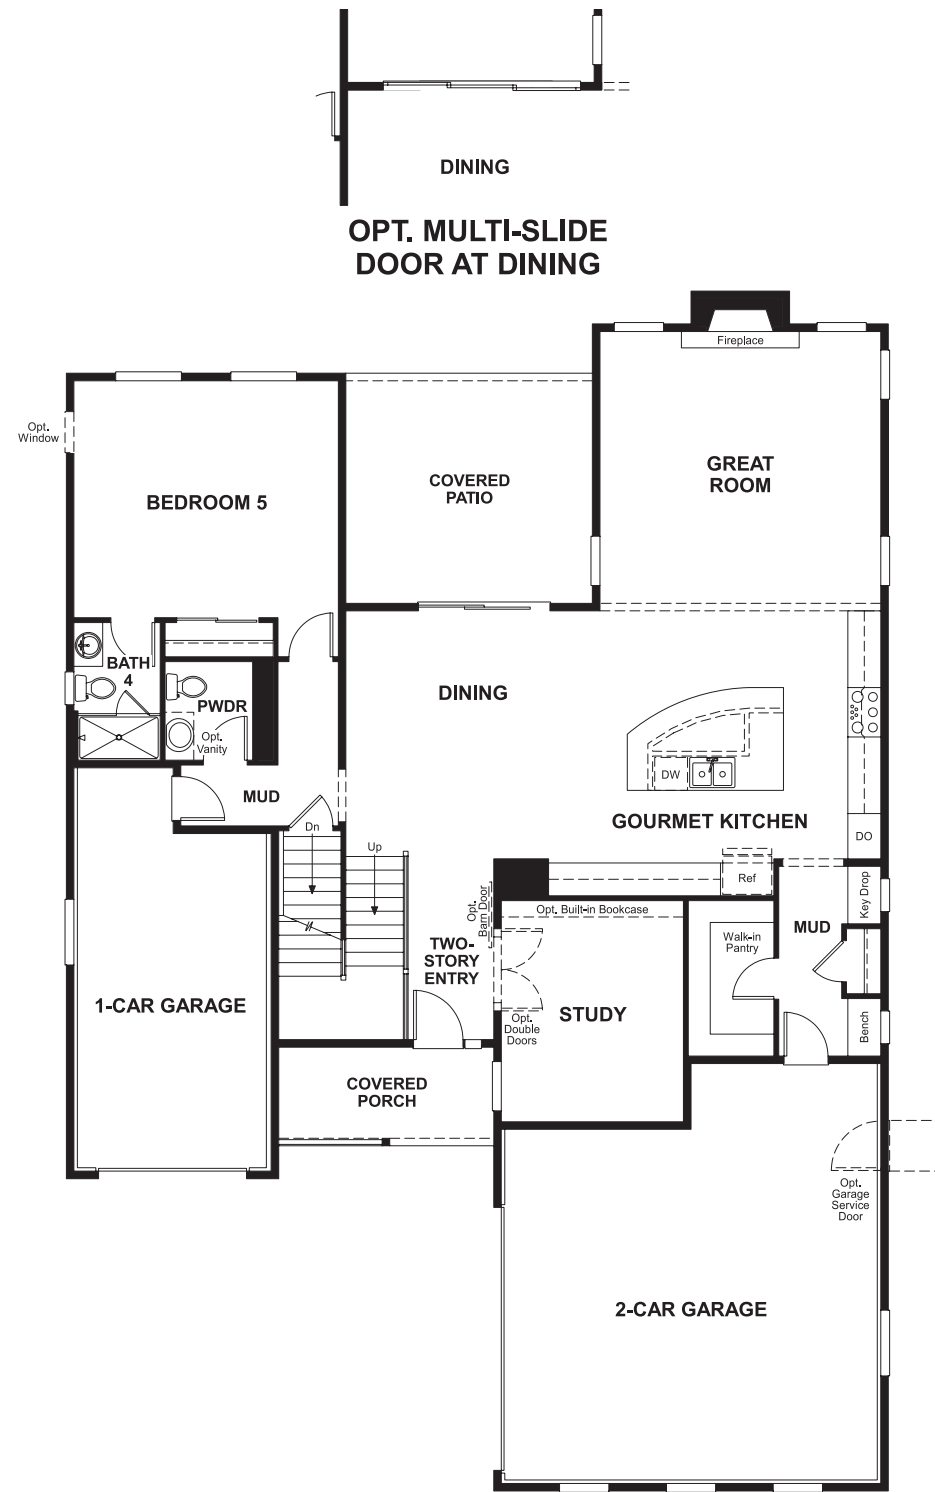 DINING
OPT. MULTI-SLIDE
DOOR AT DINING
Fireplace
Opt.
Window
BEDROOM 5
COVERED
PATIO
GREAT
ROOM
BATH
4
PWDR
Opt.
Vanity
DINING
DW
MUD
GOURMET KITCHEN
Dn
Up
DO
Ref
Key Drop
Opt.
Barn Door
Opt. Built-in Bookcase
MUD
Walk-in
Pantry
TWO-
STORY
ENTRY
1-CAR GARAGE
STUDY
Opt.
Double
Doors
Bench
COVERED
PORCH
Opt.
Garage
Service
Door
2-CAR GARAGE